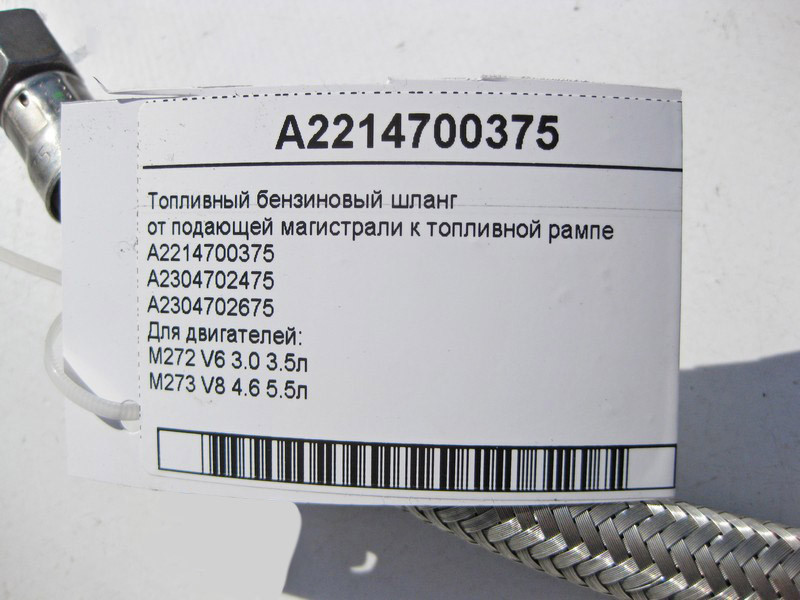 A2214700375
Топливный бензиновый шланг
от подающей магистрали к топливной рампе
A2214700375
A2304702475
A2304702675
Для двигателей:
M272 V6 3.0 3.5л
M273 V8 4.6 5.5л